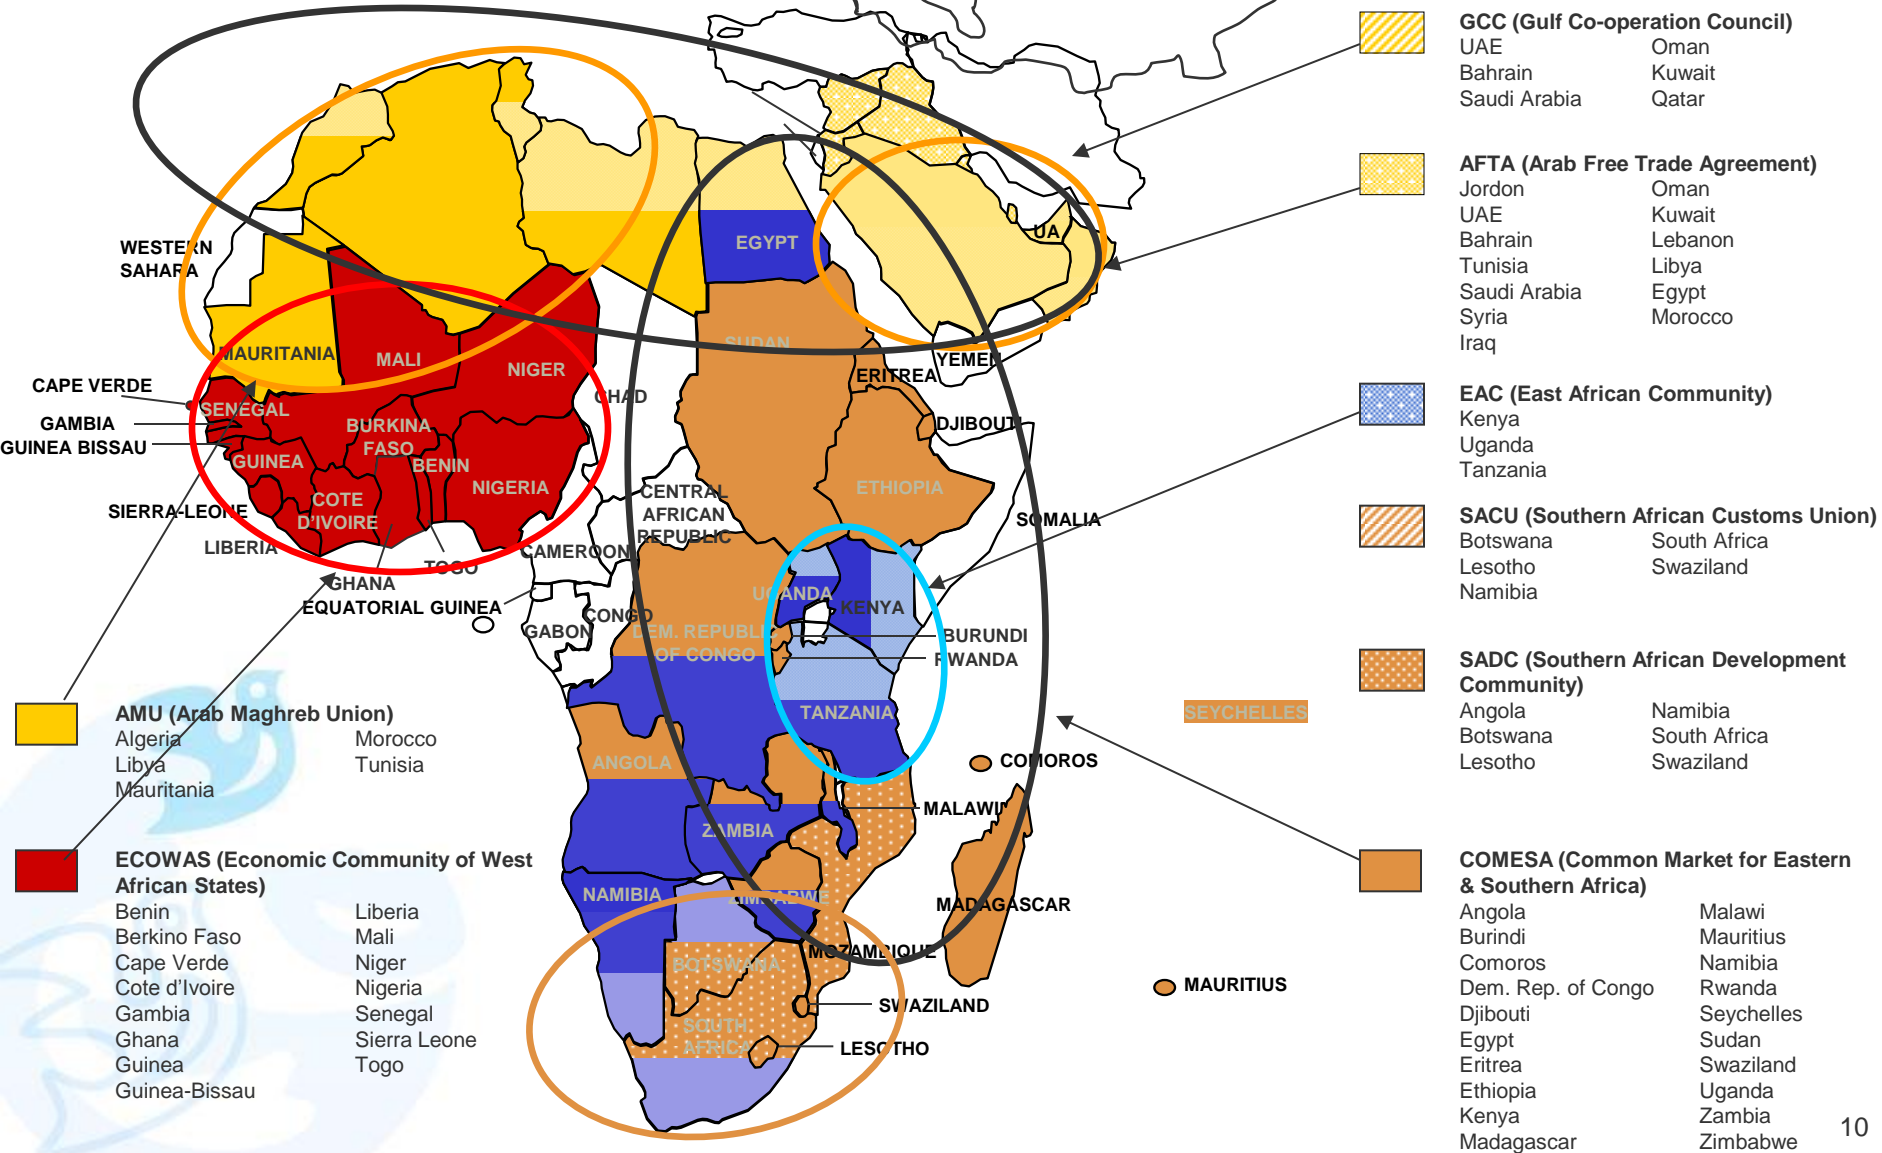 GCC (Gulf Co-operation Council)
UAE Oman
Bahrain Kuwait
Saudi Arabia Qatar
AFTA (Arab Free Trade Agreement)
Jordon Oman
UAE Kuwait
Bahrain Lebanon
Tunisia Libya
Saudi Arabia Egypt
Syria Morocco
Iraq
EAC (East African Community)
Kenya
Uganda
Tanzania
SACU (Southern African Customs Union)
Botswana South Africa
Lesotho Swaziland
Namibia
SADC (Southern African Development
Community)
Angola Namibia
Botswana South Africa
Lesotho Swaziland
COMESA (Common Market for Eastern
& Southern Africa)
Angola Malawi
Burindi Mauritius
Comoros Namibia
Dem. Rep. of Congo Rwanda
Djibouti Seychelles
Egypt Sudan
Eritrea Swaziland
Ethiopia Uganda
Kenya Zambia
Madagascar Zimbabwe
10
AMU (Arab Maghreb Union)
Algeria Morocco
Libya Tunisia
Mauritania
ECOWAS (Economic Community of West
African States)
Benin Liberia
Berkino Faso Mali
Cape Verde Niger
Cote d'Ivoire Nigeria
Gambia Senegal
Ghana Sierra Leone
Guinea Togo
Guinea-Bissau
WESTERN
SAHARA
EGYPT
UA
MAURITANIA
MALI
NIGER
SUDAN
YEMEN
ERITREA
CHAD
CAPE VERDE
SENEGAL
GAMBIA
GUINEA BISSAU
BURKINA
FASO
DJIBOUTI
GUINEA
BENIN
NIGERIA
COTE
D'IVOIRE
CENTRAL
AFRICAN
REPUBLIC
ETHIOPIA
SIERRA-LEONE
SOMALIA
LIBERIA
CAMEROON
TOGO
GHANA
EQUATORIAL GUINEA
UGANDA
KENYA
CONGO
GABON
DEM. REPUBLIC
OF CONGO
BURUNDI
RWANDA
TANZANIA
SEYCHELLES
ANGOLA
COMOROS
MALAWI
ZAMBIA
NAMIBIA
ZIMBABWE
MADAGASCAR
MOZAMBIQUE
BOTSWANA
MAURITIUS
SWAZILAND
SOUTH
AFRICA
LESOTHO